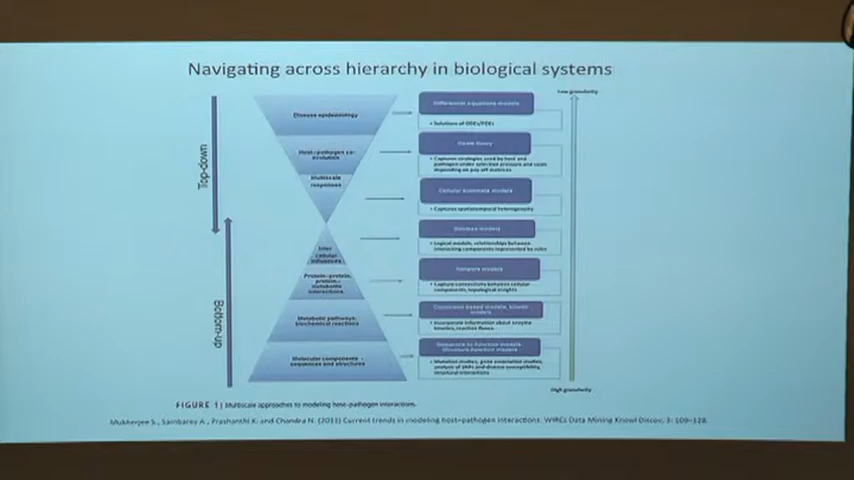 Navigating across hierarchy in biological systems
Low granularity
Top-down
Bottom-up
Disease epidemiology
Host–pathogen co-
evolution
Multiscale
responses
Inter
cellular
influences
Protein–protein,
protein–
metabolite
interactions.
Metabolic pathways,
biochemical reactions
Molecular components –
sequences and structures
Differential equations models
• Solutions of ODEs/PDEs
Game theory
• Captures strategies used by host and
pathogen under selection pressure and costs
depending on pay off matrices
Cellular automata models
• Captures spatiotemporal heterogeneity
Boolean models
• Logical models, relationships between
interacting components represented by rules
Network models
• Capture connectivity between cellular
components, topological insights
Constraint based models, kinetic
models
• Incorporate information about enzyme
kinetics, reaction fluxes.
Sequence to function models
Structure-function models
• Mutation studies, gene association studies,
analysis of SNPs and disease susceptibility,
structural interactions
High granularity
FIGURE 1 | Multiscale approaches to modeling host–pathogen interactions.
Mukherjee S., Sambarey A., Prashanthi K. and Chandra N. (2013) Current trends in modeling host–pathogen interactions. WIREs Data Mining Knowl Discov, 3: 109–128.